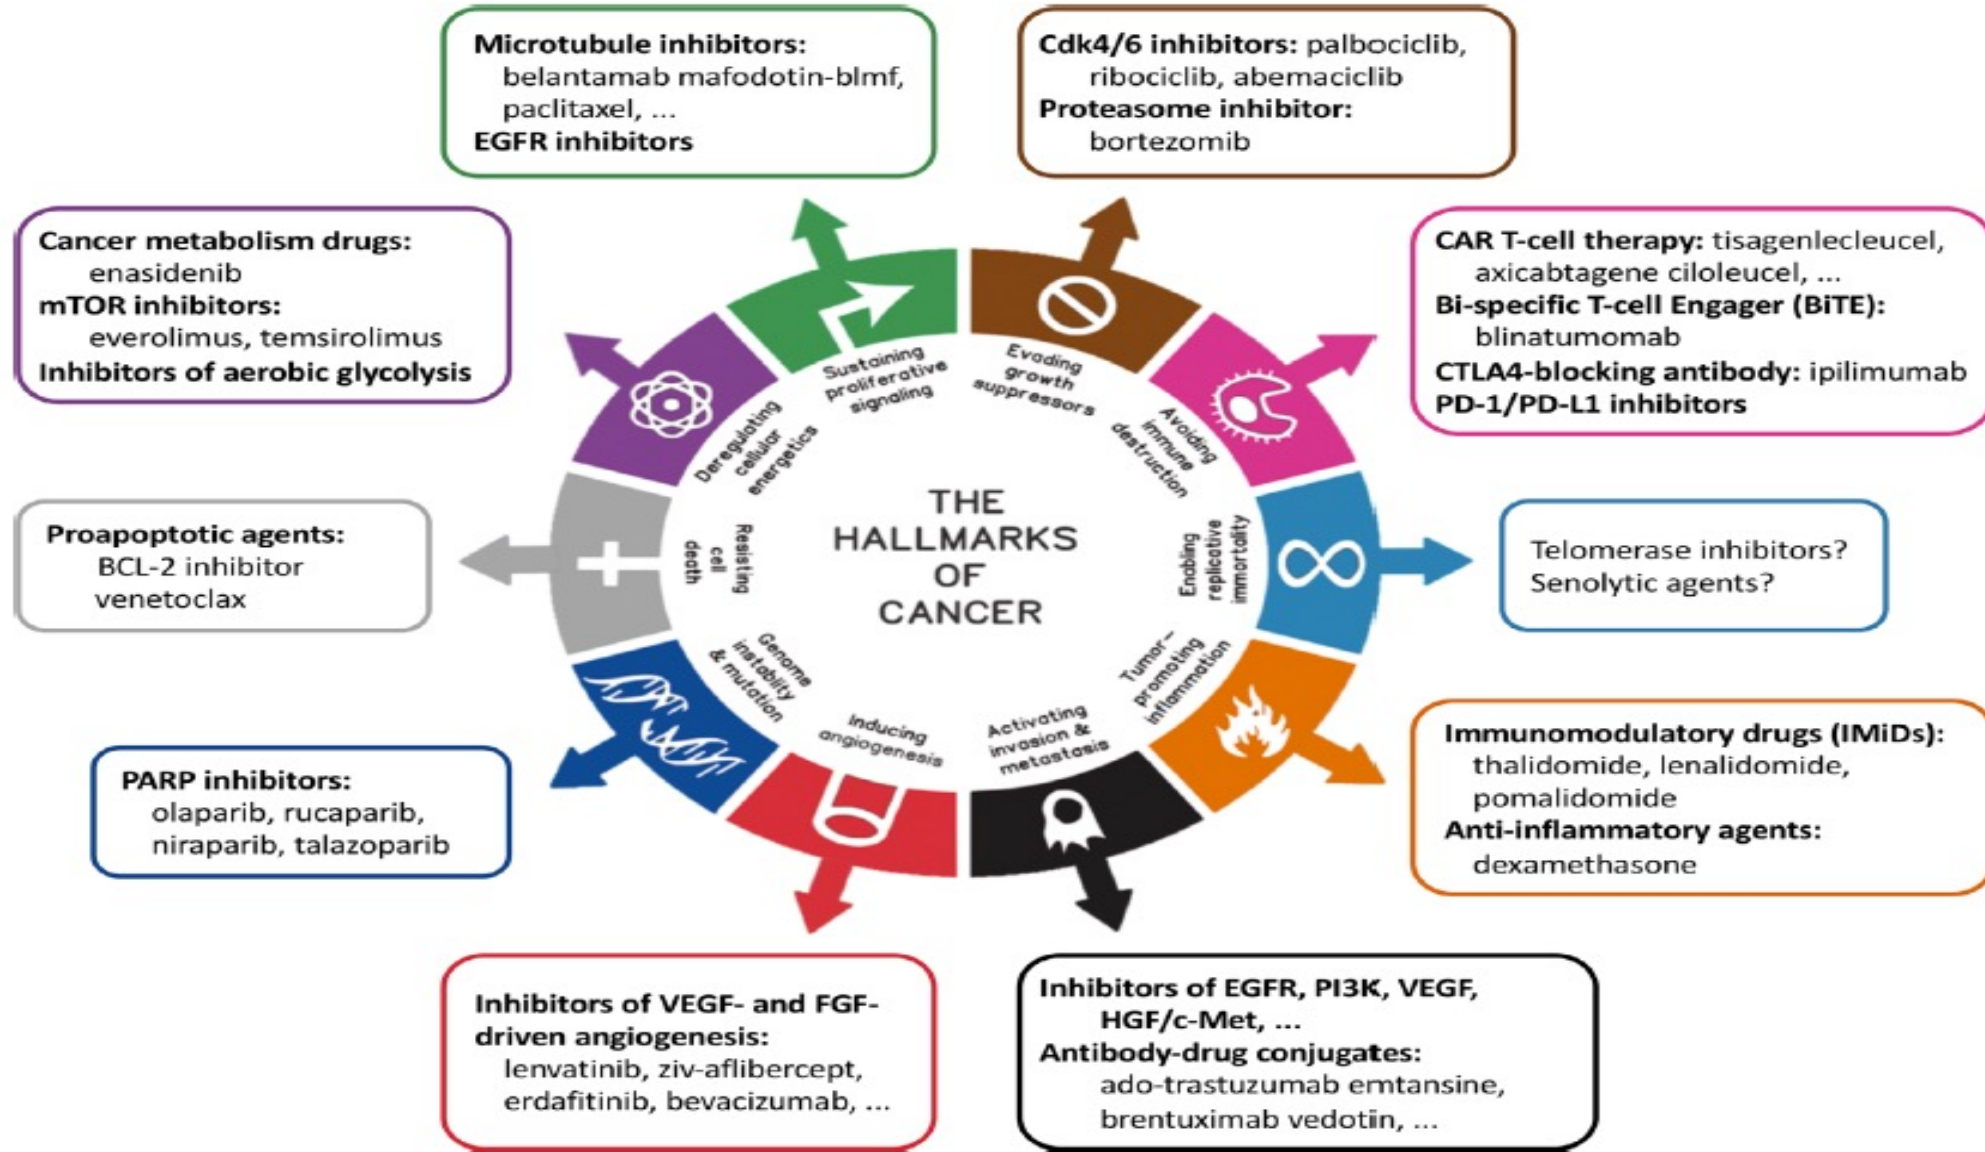 Microtubule inhibitors:
belantamab mafodotin-blmf,
paclitaxel, ...
EGFR inhibitors
Cdk4/6 inhibitors: palbociclib,
ribociclib, abemaciclib
Proteasome inhibitor:
bortezomib
Cancer metabolism drugs:
enasidenib
mTOR inhibitors:
everolimus, temsirolimus
Inhibitors of aerobic glycolysis
CAR T-cell therapy: tisagenlecleucel,
axicabtagene ciloleucel, ...
Bi-specific T-cell Engager (BiTE):
blinatumomab
CTLA4-blocking antibody: ipilimumab
PD-1/PD-L1 inhibitors
Sustaining
proliferative
signaling
Evading
growth
suppressors
Deregulating
cellular
energetics
Avoiding
immune
destruction
THE
HALLMARKS
OF
CANCER
Resisting
cell
death
Enabling
replicative
immortality
Proapoptotic agents:
BCL-2 inhibitor
venetoclax
Telomerase inhibitors?
Senolytic agents?
Genome
instablity
& mutation
Tumor-
promoting
inflammation
Inducing
angiogenesis
Activating
invasion &
metastasis
PARP inhibitors:
olaparib, rucaparib,
niraparib, talazoparib
Immunomodulatory drugs (IMiDs):
thalidomide, lenalidomide,
pomalidomide
Anti-inflammatory agents:
dexamethasone
Inhibitors of VEGF- and FGF-
driven angiogenesis:
lenvatinib, ziv-aflibercept,
erdafitinib, bevacizumab, ...
Inhibitors of EGFR, PI3K, VEGF,
HGF/c-Met, ...
Antibody-drug conjugates:
ado-trastuzumab emtansine,
brentuximab vedotin, ...